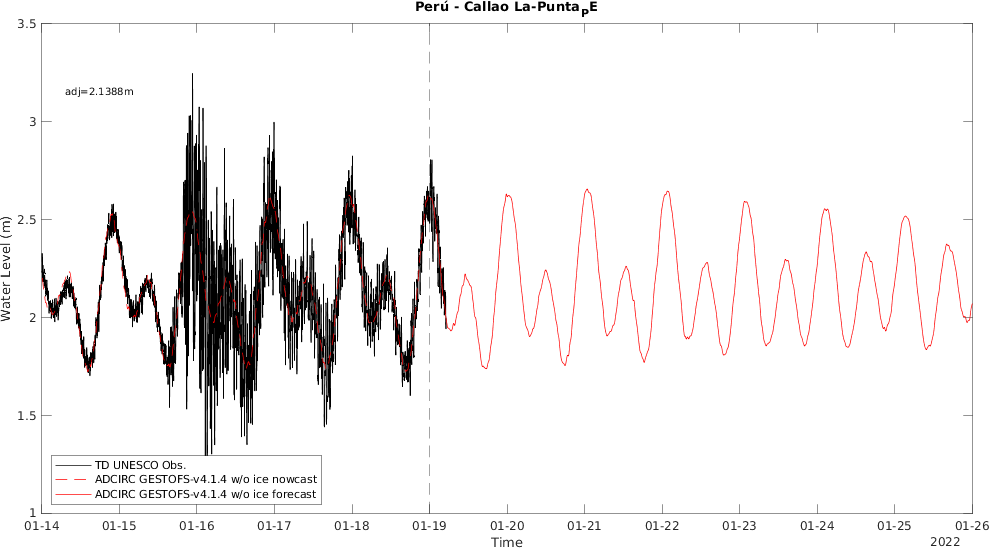 Perú - Callao La-PuntaPE
3.5
adj=2.1388m
3
2.5
Water Level (m)
2
1.5
TD UNESCO Obs.
ADCIRC GESTOFS-v4.1.4 w/o ice nowcast
ADCIRC GESTOFS-v4.1.4 w/o ice forecast
1
01-14 01-15 01-16 01-17 01-18 01-19 01-20 01-21 01-22 01-23 01-24 01-25 01-26
Time
2022